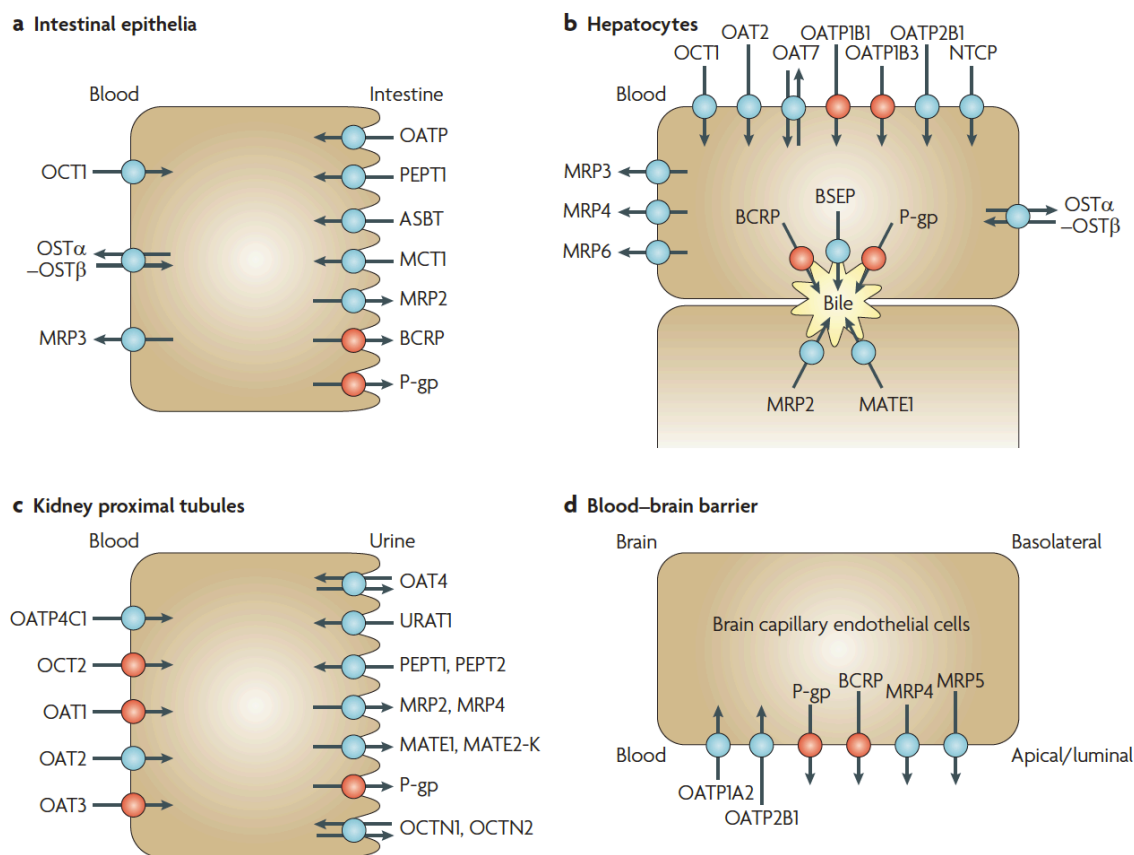 a Intestinal epithelia
Blood
Intestine
OCT1
OSTα
–OSTβ
MRP3
OATP
PEPT1
ASBT
MCT1
MRP2
BCRP
P-gp
b Hepatocytes
Blood
OCT1
OAT2
OAT7
OATP1B1
OATP1B3
OATP2B1
NTCP
MRP3
MRP4
MRP6
BCRP
BSEP
P-gp
OSTα
–OSTβ
Bile
MRP2
MATE1
c Kidney proximal tubules
Blood
Urine
OATP4C1
OCT2
OAT1
OAT2
OAT3
OAT4
URAT1
PEPT1, PEPT2
MRP2, MRP4
MATE1, MATE2-K
P-gp
OCTN1, OCTN2
d Blood–brain barrier
Brain
Basolateral
Brain capillary endothelial cells
P-gp
BCRP
MRP4
MRP5
Blood
Apical/luminal
OATP1A2
OATP2B1